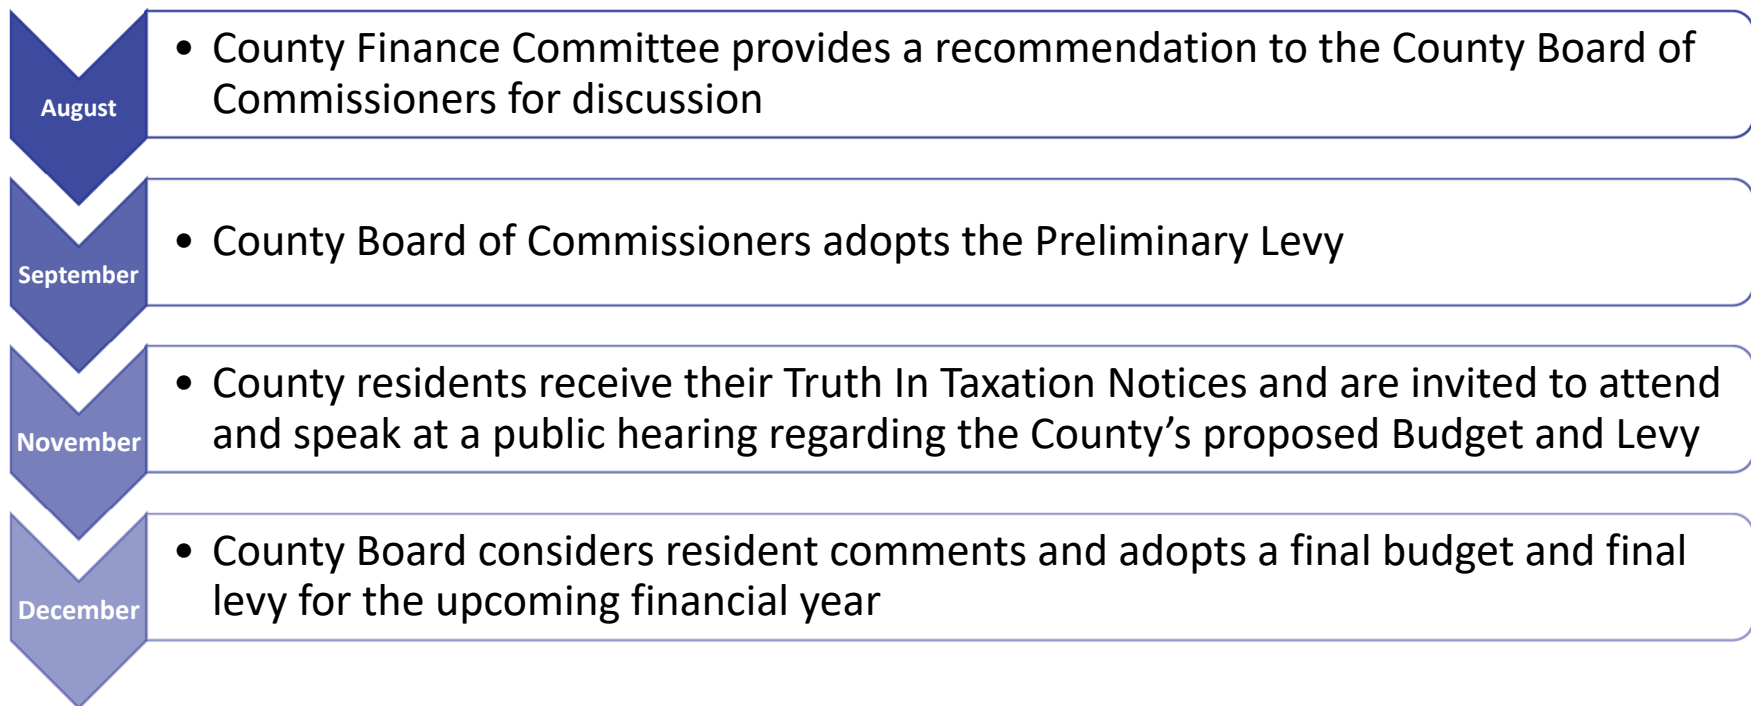 August
• County Finance Committee provides a recommendation to the County Board of
Commissioners for discussion
September
• County Board of Commissioners adopts the Preliminary Levy
November
• County residents receive their Truth In Taxation Notices and are invited to attend
and speak at a public hearing regarding the County’s proposed Budget and Levy
December
• County Board considers resident comments and adopts a final budget and final
levy for the upcoming financial year